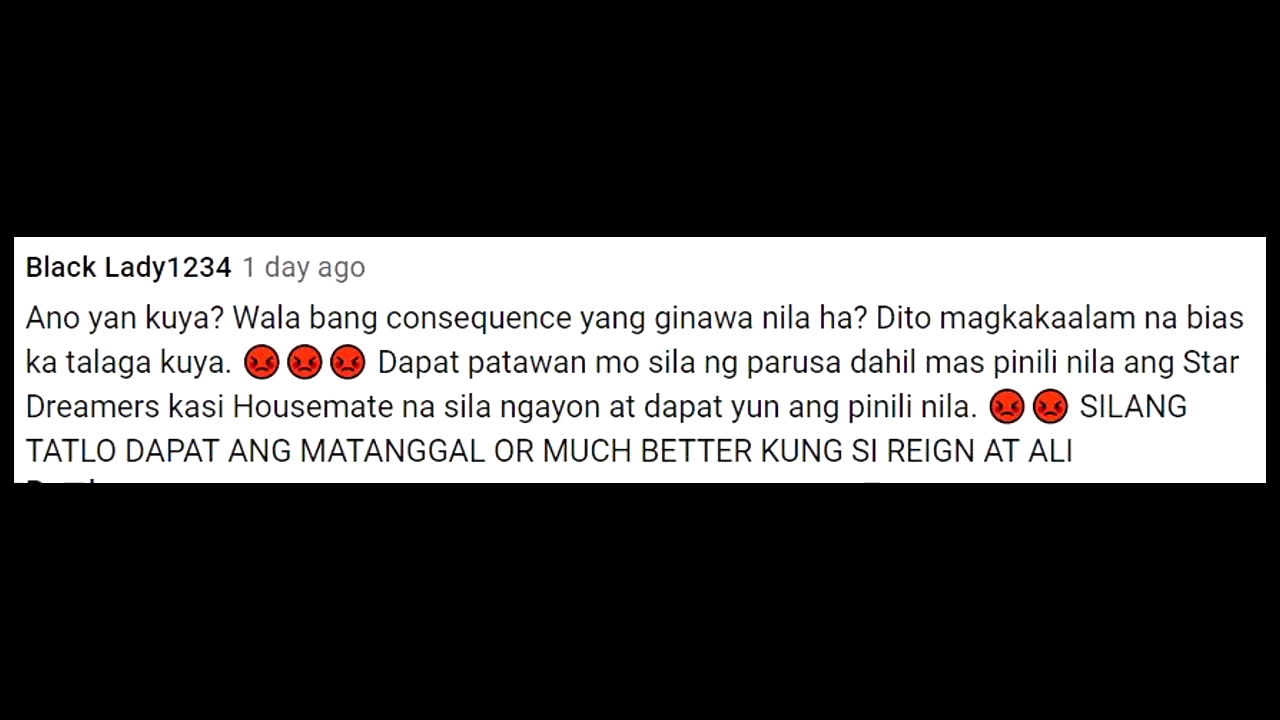 Black Lady1234 1 day ago
Ano yan kuya? Wala bang consequence yang ginawa nila ha? Dito magkakaalam na bias
ka talaga kuya. 😡😡😡 Dapat patawan mo sila ng parusa dahil mas pinili nila ang Star
Dreamers kasi Housemate na sila ngayon at dapat yun ang pinili nila. 😡😡 SILANG
TATLO DAPAT ANG MATANGGAL OR MUCH BETTER KUNG SI REIGN AT ALI